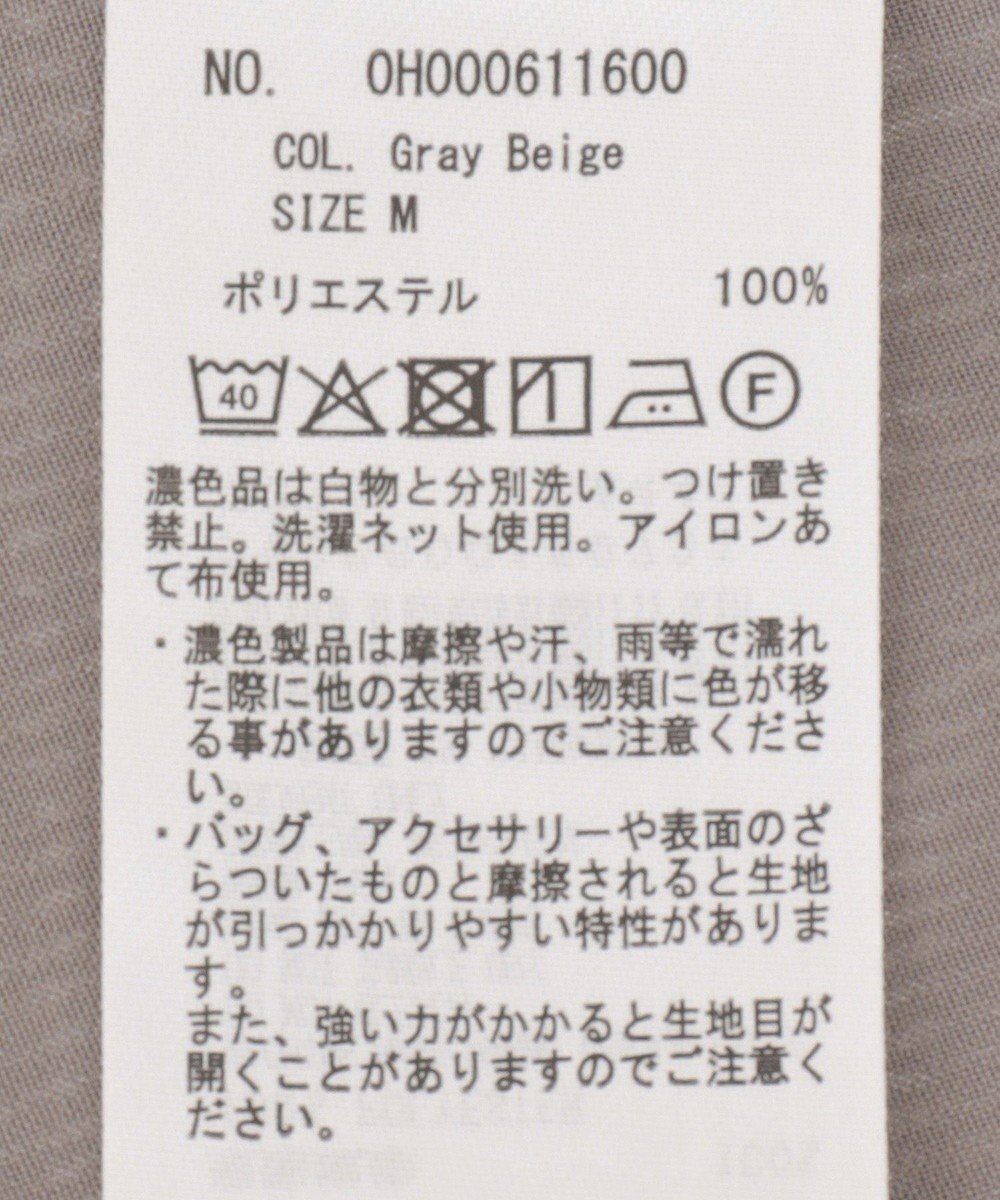 NO. 0H000611600
COL. Gray Beige
SIZE M
ポリエステル 100%
40 F
濃色品は白物と分別洗い。つけ置き
禁止。洗濯ネット使用。アイロンあ
て布使用。
・濃色製品は摩擦や汗、雨等で濡れ
た際に他の衣類や小物類に色が移
る事がありますのでご注意くださ
い。
・バッグ、アクセサリーや表面のざ
らついたものと摩擦されると生地
が引っかかりやすい特性がありま
す。
また、強い力がかかると生地目が
開くことがありますのでご注意く
ださい。